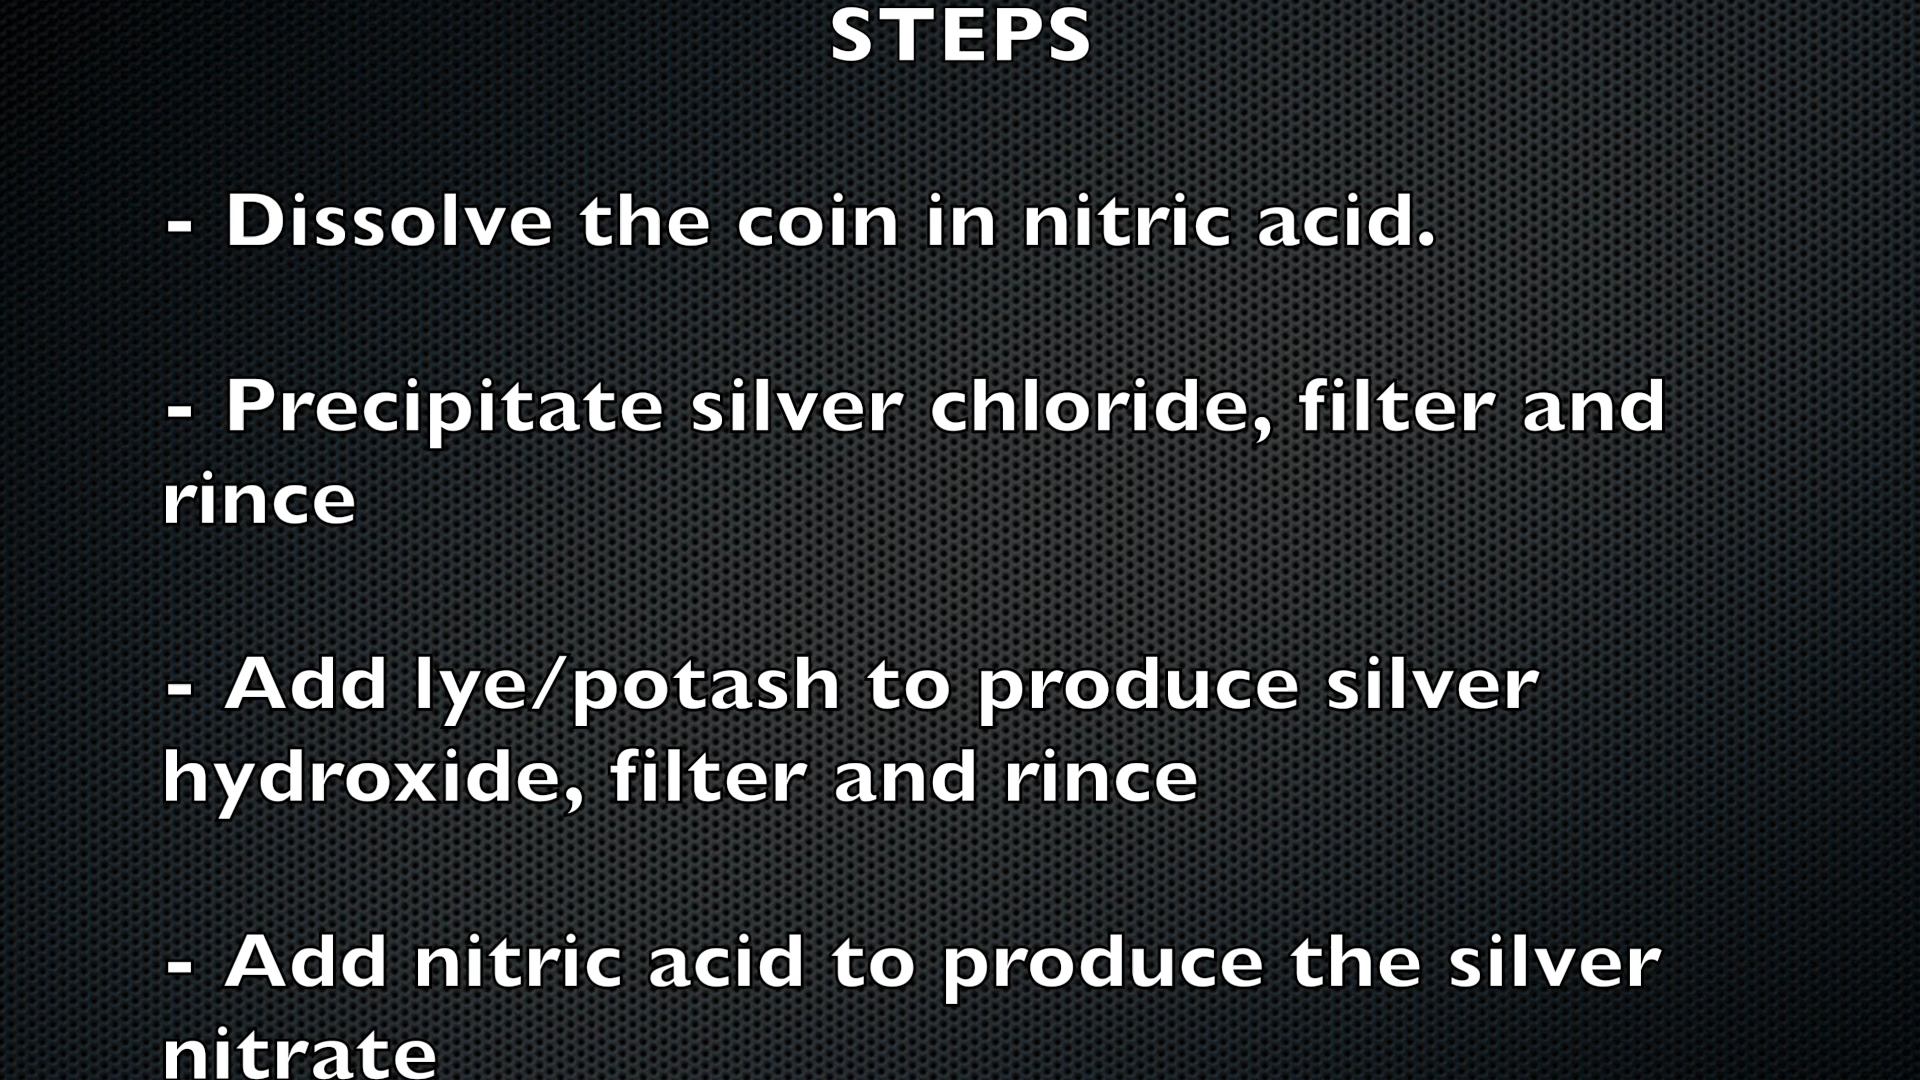 STEPS
- Dissolve the coin in nitric acid.
- Precipitate silver chloride, filter and
rince
- Add lye/potash to produce silver
hydroxide, filter and rince
- Add nitric acid to produce the silver
nitrate